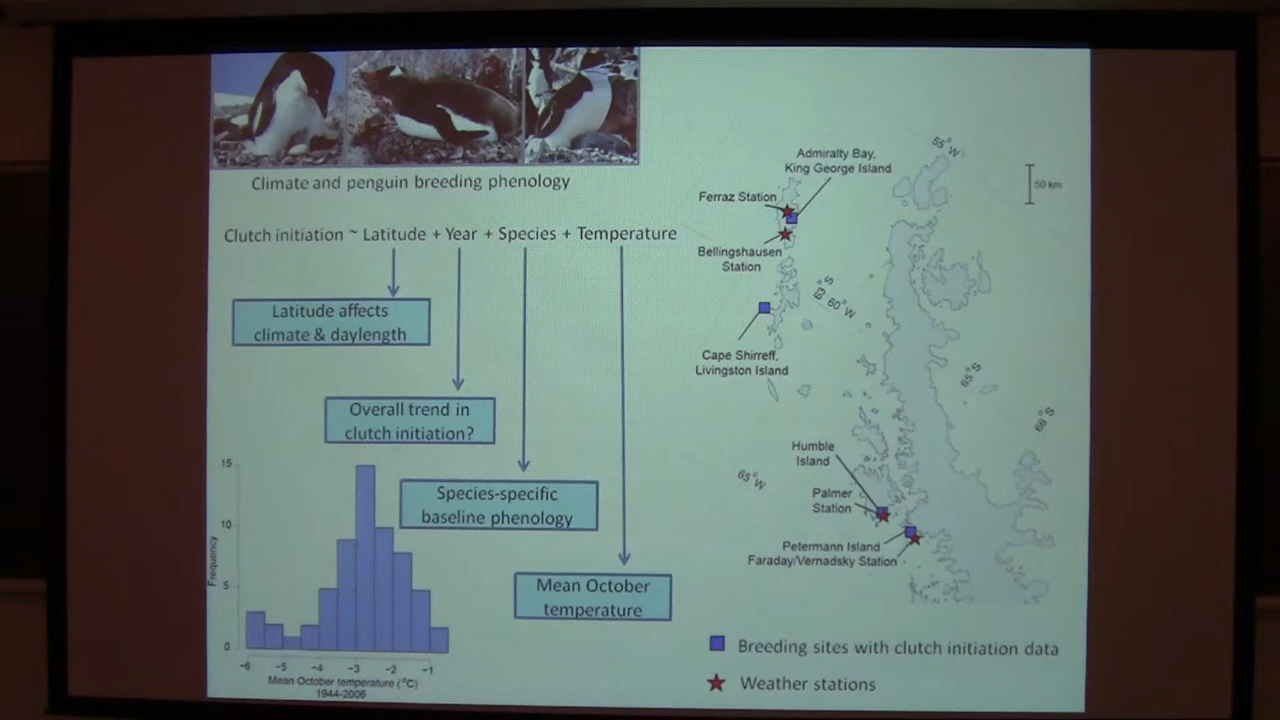 Climate and penguin breeding phenology
Clutch initiation ~ Latitude + Year + Species + Temperature
Latitude affects
climate & daylength
Overall trend in
clutch initiation?
Species-specific
baseline phenology
Mean October
temperature
15
10
5
0
Frequency
-6 -5 -4 -3 -2 -1
Mean October temperature (°C)
1944-2006
Admiralty Bay,
King George Island
Ferraz Station
Bellingshausen
Station
Cape Shirreff,
Livingston Island
Humble
Island
Palmer
Station
Petermann Island
Faraday/Vernadsky Station
55°W
50 km
63°S
60°W
65°S
66°S
65°W
Breeding sites with clutch initiation data
Weather stations